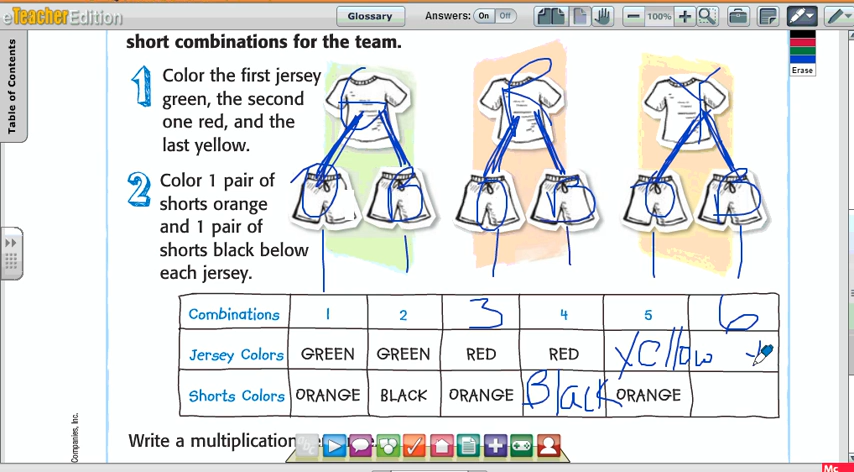 eTeacherEdition
Glossary
Answers: On Off
100%
Table of Contents
Erase
short combinations for the team.
1 Color the first jersey
green, the second
one red, and the
last yellow.
2 Color 1 pair of
shorts orange
and 1 pair of
shorts black below
each jersey.
Combinations 1 2 3 4 5 6
Jersey Colors GREEN GREEN RED RED Yellow
Shorts Colors ORANGE BLACK ORANGE Black ORANGE
Companies, Inc.
Write a multiplication
Mc